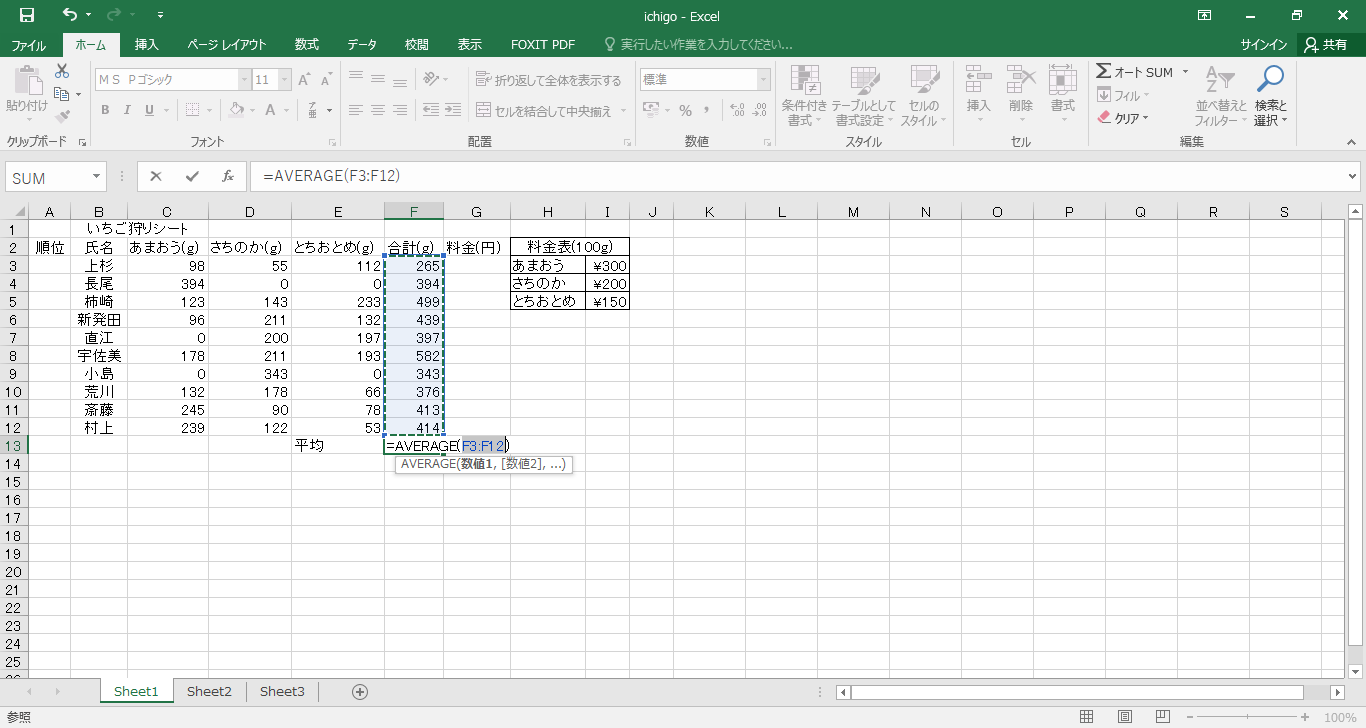 ichigo - Excel
ファイル ホーム 挿入 ページ レイアウト 数式 データ 校閲 表示 FOXIT PDF 実行したい作業を入力してください... サインイン 共有
貼り付け ＭＳ Ｐゴシック 11 A A 折り返して全体を表示する 標準 条件付き書式 テーブルとして書式設定 セルのスタイル 挿入 削除 書式 Σ オート SUM フィル クリア 並べ替えとフィルター 検索と選択
B I U A セルを結合して中央揃え % ,
クリップボード フォント 配置 数値 スタイル セル 編集
SUM fx =AVERAGE(F3:F12)
A B C D E F G H I J K L M N O P Q R S
1 いちご狩りシート
2 順位 氏名 あまおう(g) さちのか(g) とちおとめ(g) 合計(g) 料金(円) 料金表(100g)
3 上杉 98 55 112 265 あまおう ¥300
4 長尾 394 0 0 394 さちのか ¥200
5 柿崎 123 143 233 499 とちおとめ ¥150
6 新発田 96 211 132 439
7 直江 0 200 197 397
8 宇佐美 178 211 193 582
9 小島 0 343 0 343
10 荒川 132 178 66 376
11 斎藤 245 90 78 413
12 村上 239 122 53 414
13 平均 =AVERAGE(F3:F12)
14 AVERAGE(数値1, [数値2], ...)
15
16
17
18
19
20
21
22
23
24
25
Sheet1 Sheet2 Sheet3
参照 100%